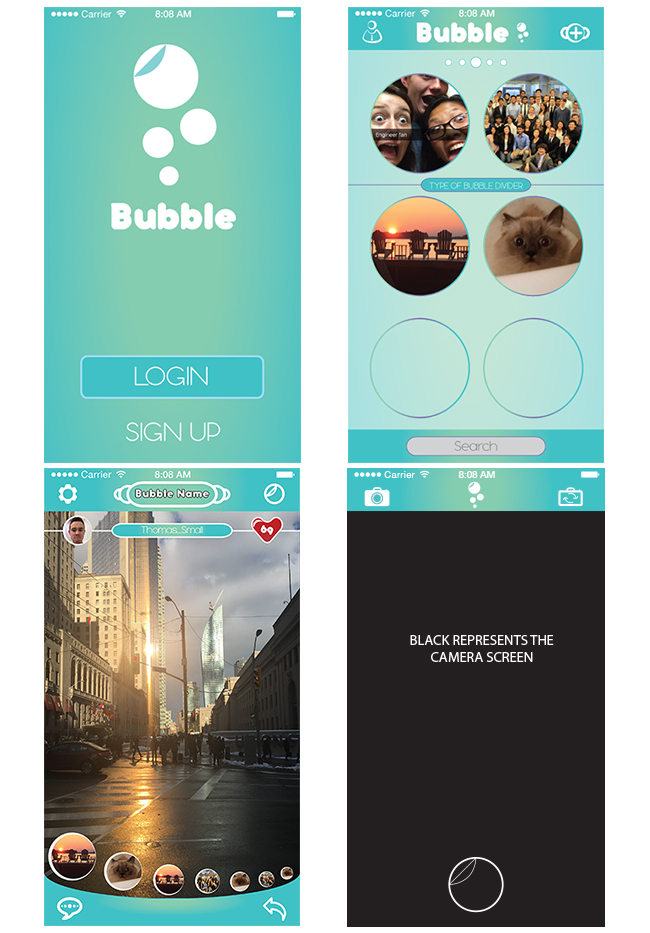 Carrier 8:08 AM
Bubble
LOGIN
SIGN UP
Carrier 8:08 AM
Bubble
Engineer fan
TYPE OF BUBBLE DIVIDER
Search
Carrier 8:08 AM
Bubble Name
Thomas_Small
69
Carrier 8:08 AM
BLACK REPRESENTS THE
CAMERA SCREEN